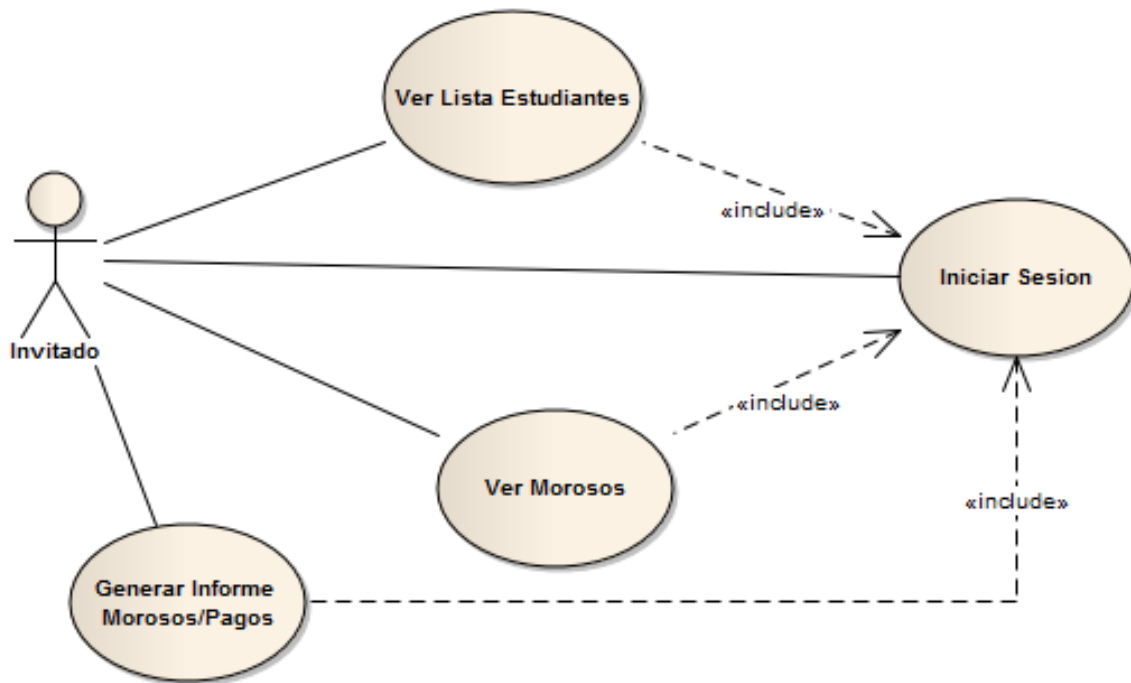 Ver Lista Estudiantes
«include»
Iniciar Sesion
Invitado
«include»
Ver Morosos
«include»
Generar Informe
Morosos/Pagos